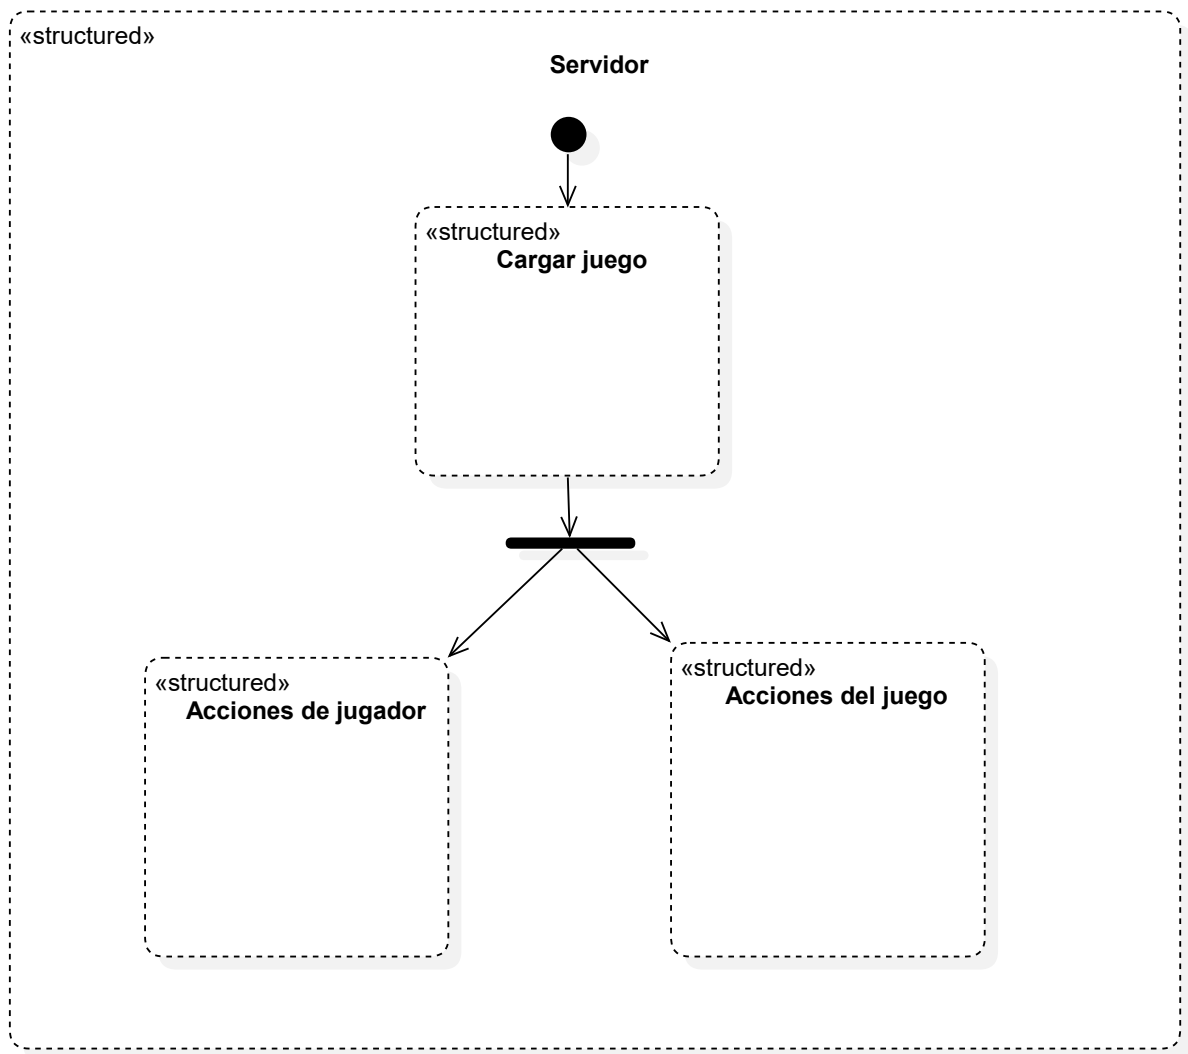 «structured»
Servidor
«structured»
Cargar juego
«structured»
Acciones de jugador
«structured»
Acciones del juego